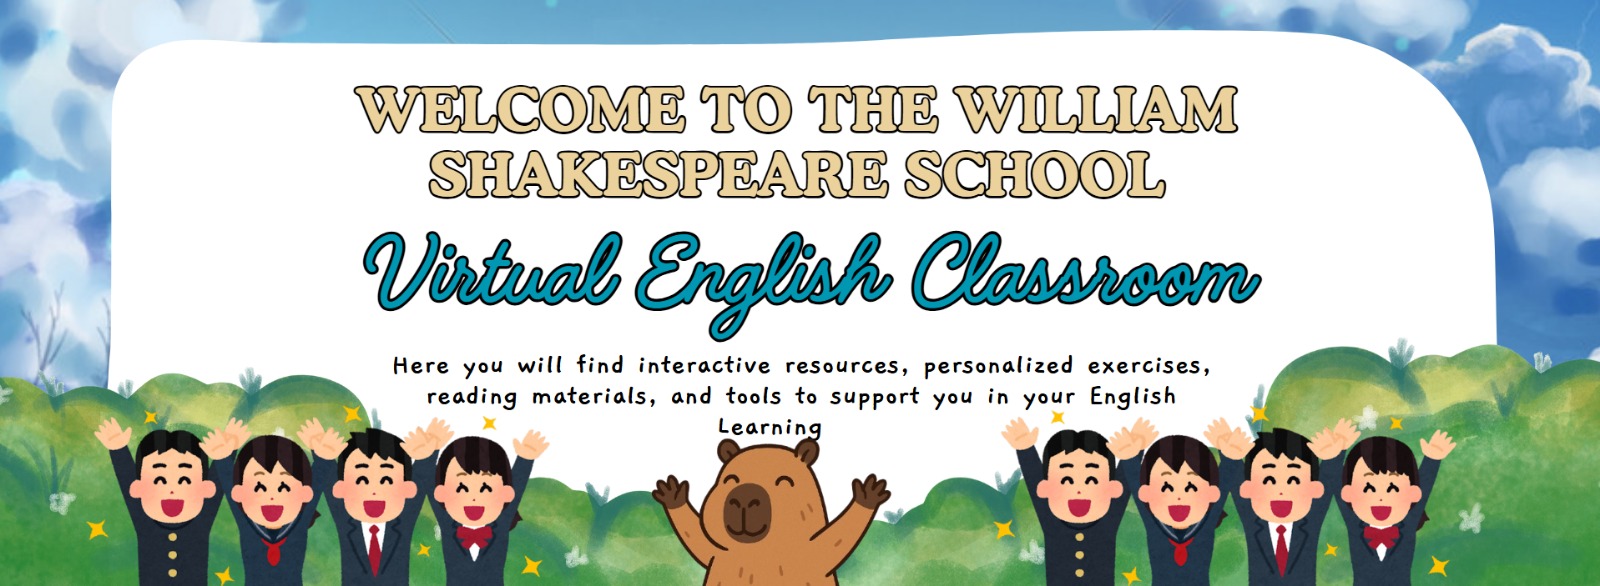 WELCOME TO THE WILLIAM
SHAKESPEARE SCHOOL
Virtual English Classroom
Here you will find interactive resources, personalized exercises,
reading materials, and tools to support you in your English
Learning